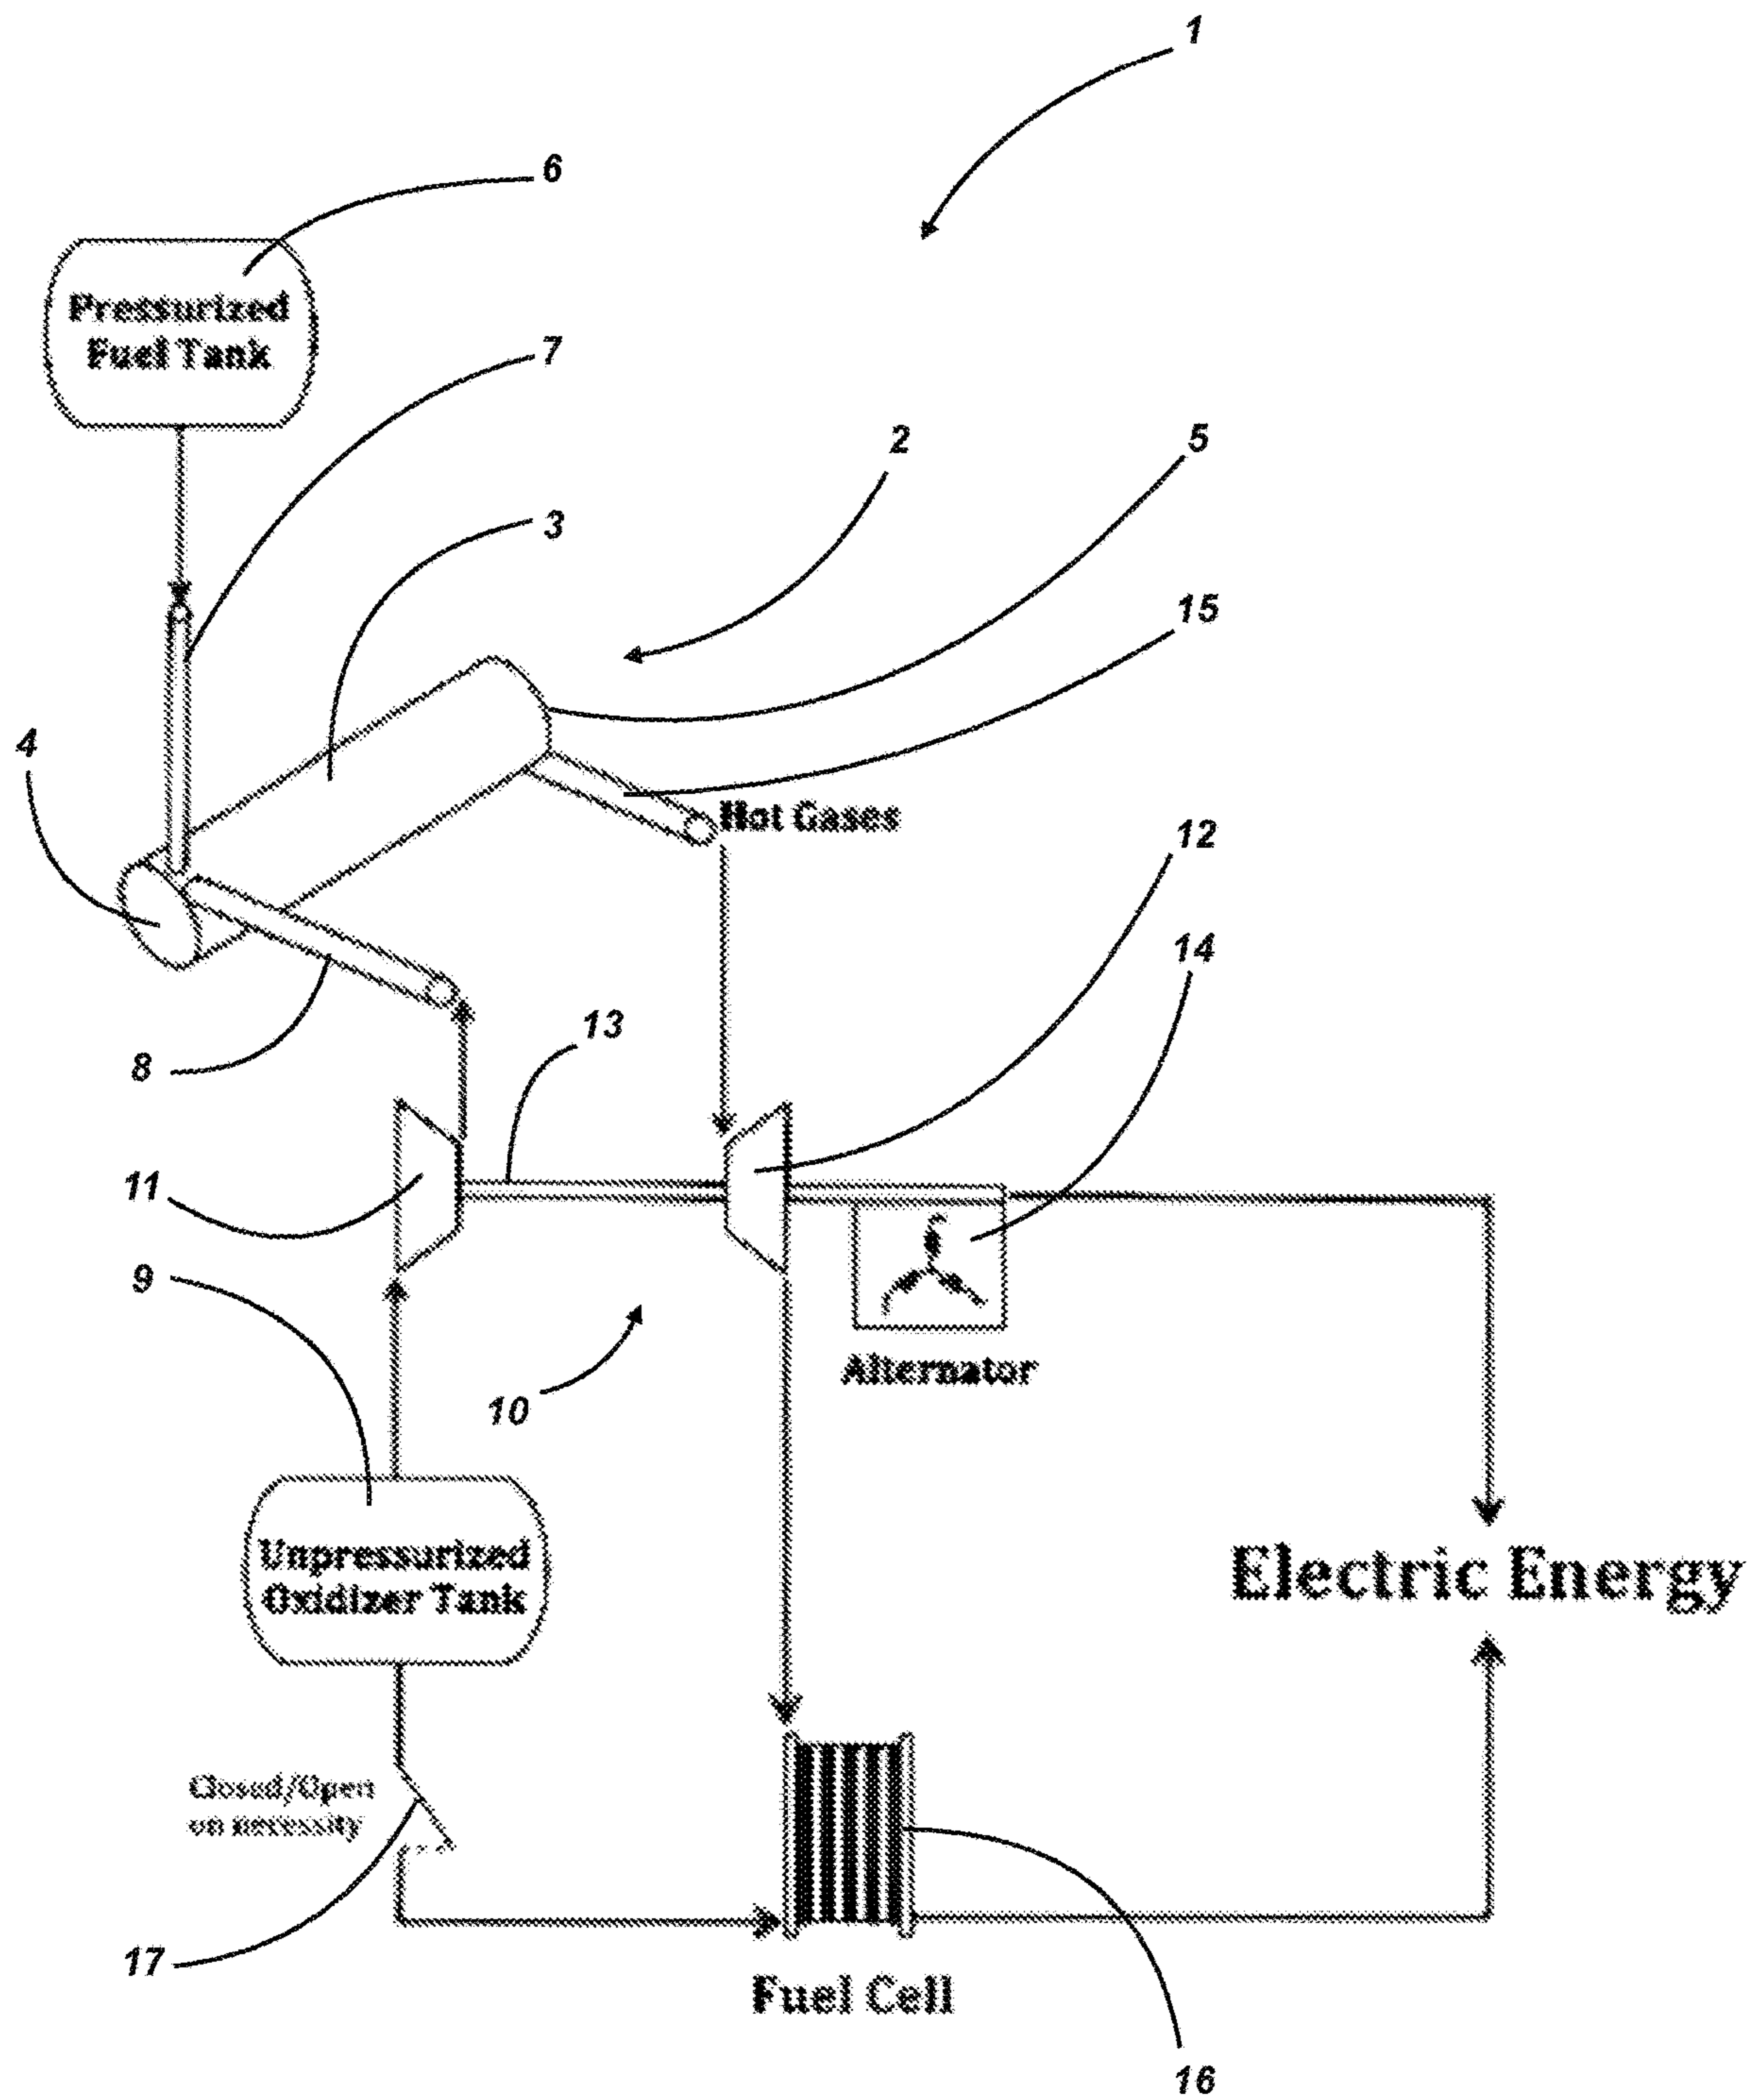 1
6
Pressurized
Fuel Tank
7
2
5
3
15
4
Hot Gases
12
14
13
8
11
9
Alternator
10
Unpressurized
Oxidizer Tank
Electric Energy
Closed/Open
on necessity
17
Fuel Cell
16